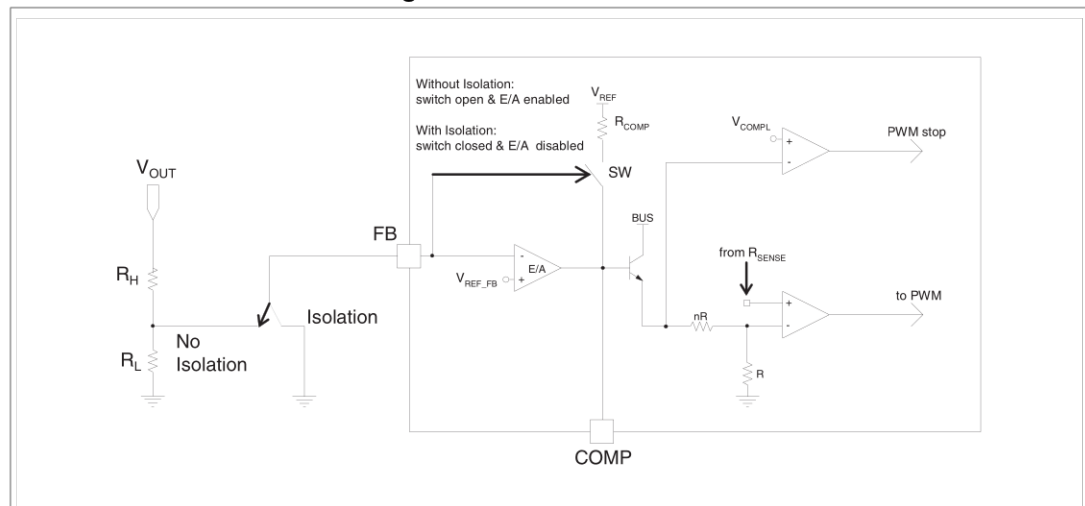 Without Isolation:
switch open & E/A enabled
With Isolation:
switch closed & E/A disabled
VREF
RCOMP
SW
VCOMPL
+
-
PWM stop
VOUT
FB
BUS
-
E/A
VREF_FB
+
from RSENSE
+
-
to PWM
RH
Isolation
No
Isolation
nR
RL
R
COMP